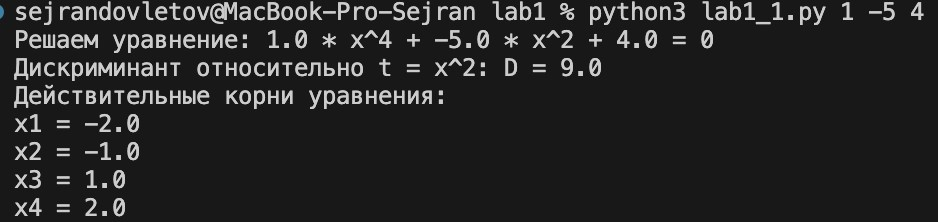 sejrandovletov@MacBook-Pro-Sejran lab1 % python3 lab1_1.py 1 -5 4
Решаем уравнение: 1.0 * x^4 + -5.0 * x^2 + 4.0 = 0
Дискриминант относительно t = x^2: D = 9.0
Действительные корни уравнения:
x1 = -2.0
x2 = -1.0
x3 = 1.0
x4 = 2.0